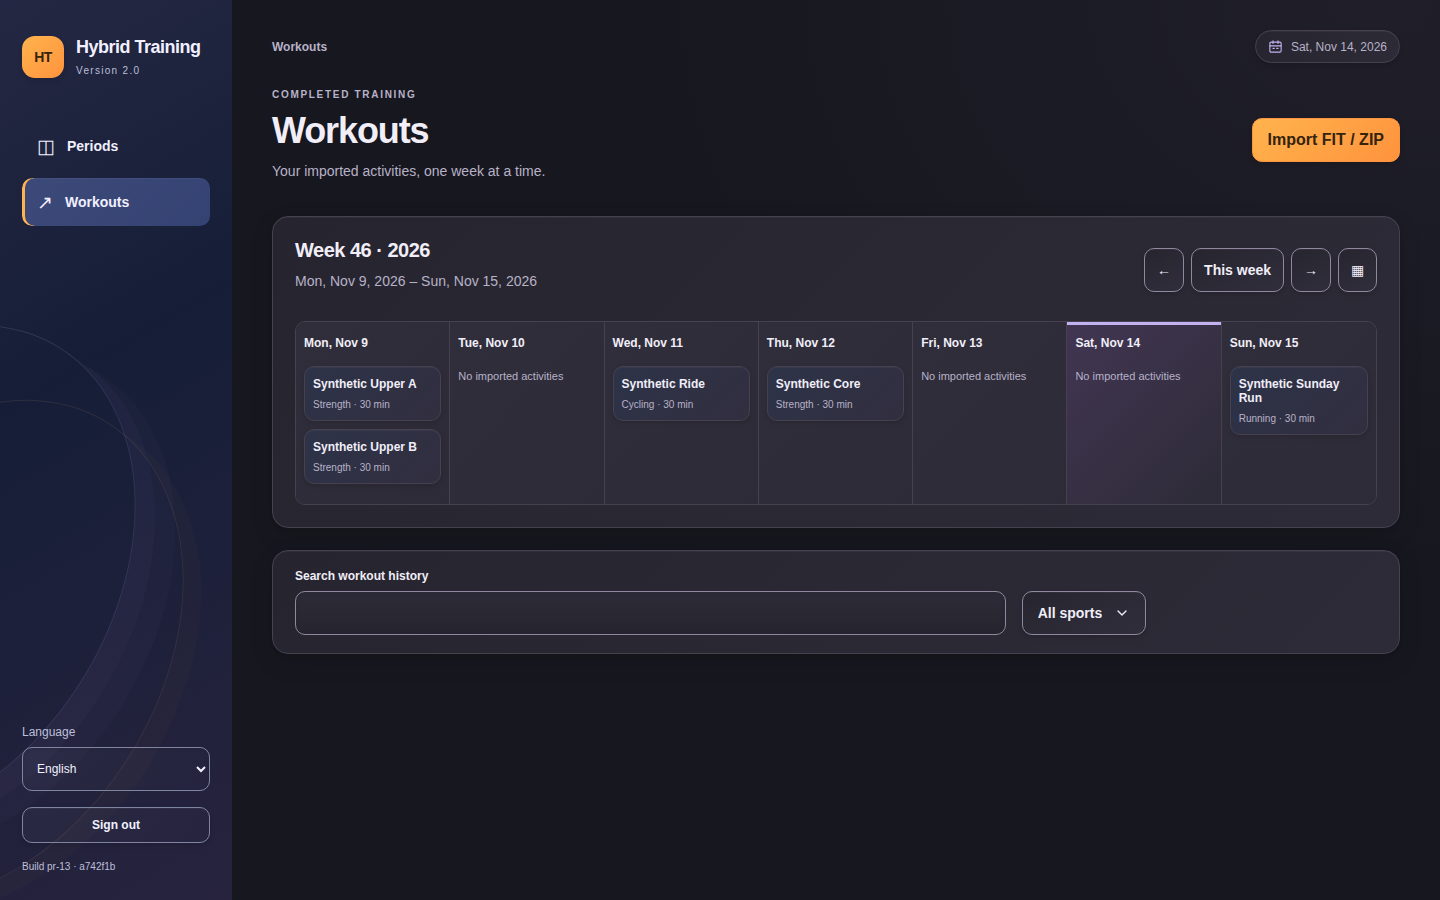 HT
Hybrid Training
Version 2.0
Periods
Workouts
Language
English
Sign out
Build pr-13 · a742f1b
Workouts
Sat, Nov 14, 2026
COMPLETED TRAINING
Workouts
Your imported activities, one week at a time.
Import FIT / ZIP
Week 46 · 2026
Mon, Nov 9, 2026 – Sun, Nov 15, 2026
←
This week
→
Mon, Nov 9
Synthetic Upper A
Strength · 30 min
Synthetic Upper B
Strength · 30 min
Tue, Nov 10
No imported activities
Wed, Nov 11
Synthetic Ride
Cycling · 30 min
Thu, Nov 12
Synthetic Core
Strength · 30 min
Fri, Nov 13
No imported activities
Sat, Nov 14
No imported activities
Sun, Nov 15
Synthetic Sunday
Run
Running · 30 min
Search workout history
All sports